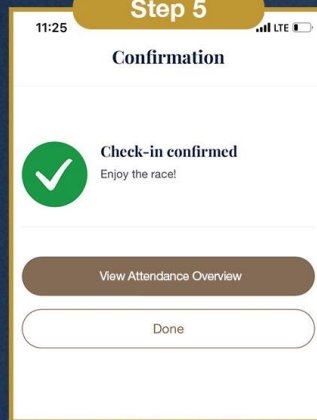 Step 5
11:25
LTE
Confirmation
Check-in confirmed
Enjoy the race!
View Attendance Overview
Done